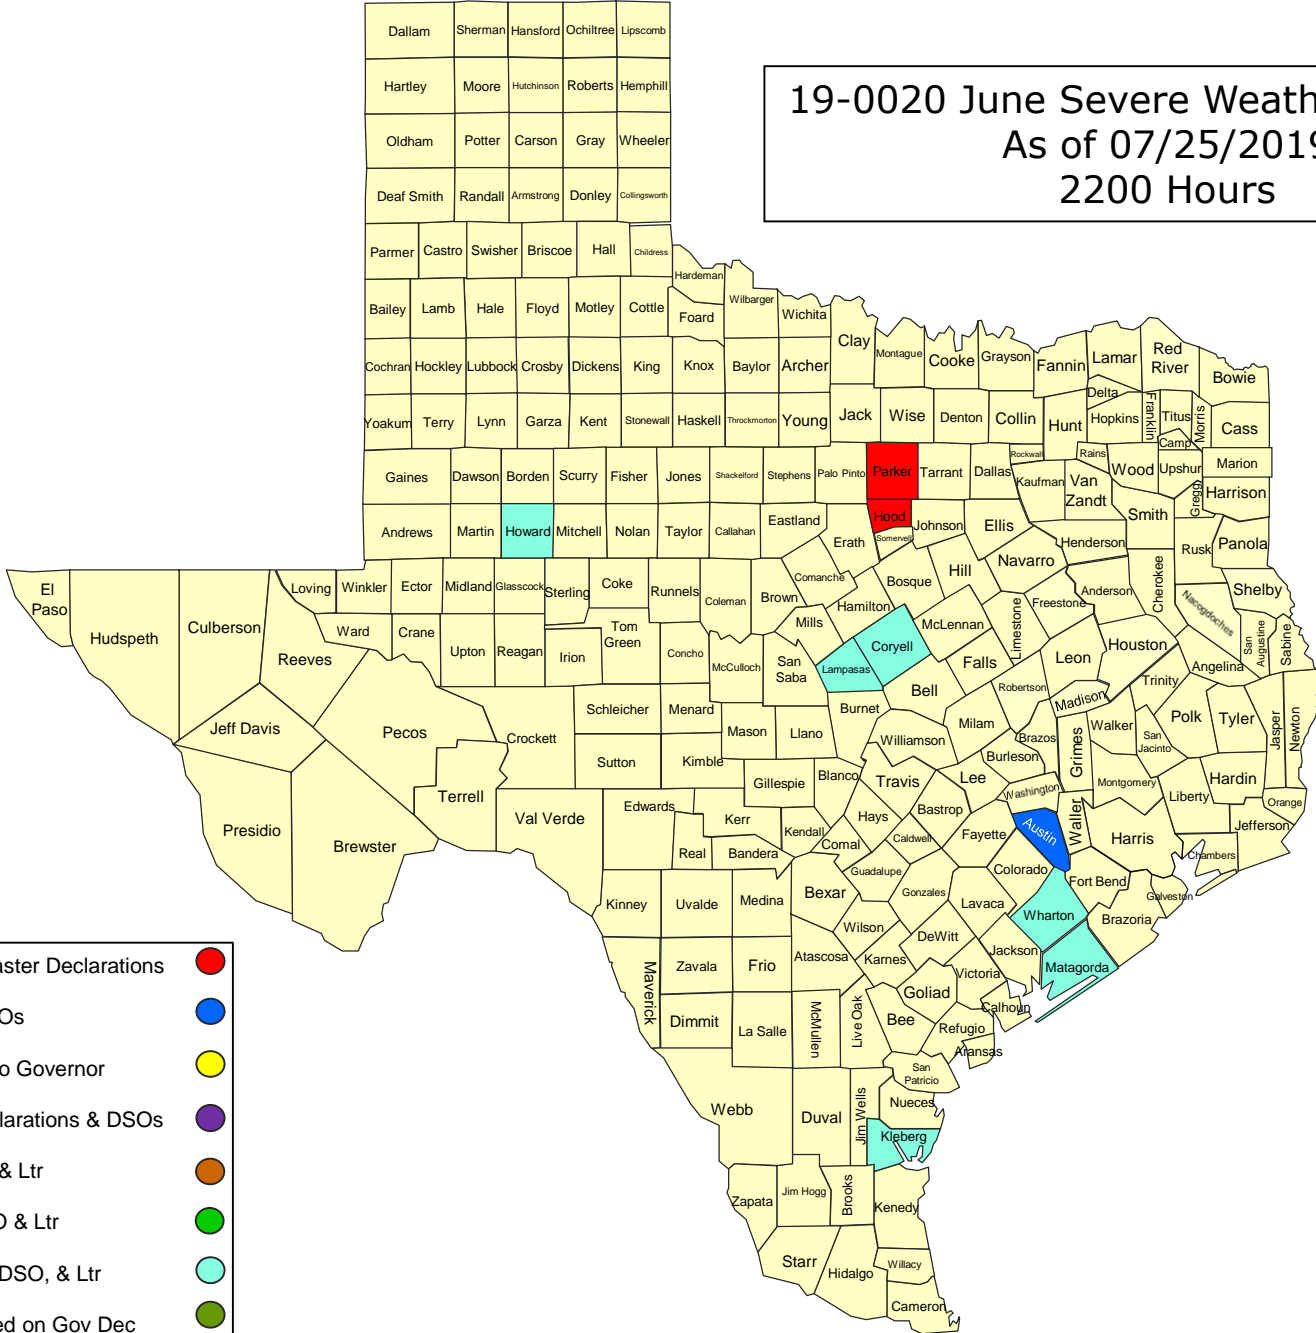 19-0020 June Severe Weath
As of 07/25/2019
2200 Hours
Dallam Sherman Hansford Ochiltree Lipscomb
Hartley Moore Hutchinson Roberts Hemphill
Oldham Potter Carson Gray Wheeler
Deaf Smith Randall Armstrong Donley Collingsworth
Parmer Castro Swisher Briscoe Hall Childress
Hardeman
Bailey Lamb Hale Floyd Motley Cottle Foard Wilbarger Wichita
Clay Montague Cooke Grayson Fannin Lamar Red River Bowie
Cochran Hockley Lubbock Crosby Dickens King Knox Baylor Archer
Delta
Yoakum Terry Lynn Garza Kent Stonewall Haskell Throckmorton Young Jack Wise Denton Collin Hunt Hopkins Franklin Titus Morris Cass
Camp
Gaines Dawson Borden Scurry Fisher Jones Shackelford Stephens Palo Pinto Parker Tarrant Dallas Rockwall Rains Wood Upshur Marion
Kaufman Van Zandt Gregg Harrison
Andrews Martin Howard Mitchell Nolan Taylor Callahan Eastland Hood Johnson Ellis Smith
Erath Somervell Henderson Rusk Panola
El Paso Hudspeth Culberson Loving Winkler Ector Midland Glasscock Sterling Coke Runnels Coleman Brown Comanche Bosque Hill Navarro Anderson Cherokee Nacogdoches Shelby
Hamilton Freestone Limestone
Reeves Ward Crane Upton Reagan Irion Tom Green Concho McCulloch San Saba Mills Lampasas Coryell McLennan Falls Leon Houston Angelina San Augustine Sabine
Bell Robertson Madison Trinity
Jeff Davis Pecos Crockett Schleicher Menard Mason Llano Burnet Milam Brazos Grimes Walker San Jacinto Polk Tyler Jasper Newton
Williamson Burleson
Terrell Sutton Kimble Gillespie Blanco Travis Lee Washington Montgomery Liberty Hardin Orange
Presidio Brewster Val Verde Edwards Kerr Kendall Hays Bastrop Caldwell Fayette Austin Waller Harris Jefferson
Real Bandera Comal Chambers
Guadalupe Colorado Fort Bend
Kinney Uvalde Medina Bexar Gonzales Lavaca Wharton Brazoria Galveston
Wilson DeWitt
Maverick Zavala Frio Atascosa Karnes Jackson Matagorda
Victoria
Goliad Calhoun
Dimmit La Salle McMullen Live Oak Bee Refugio
Aransas
San Patricio
Webb Duval Jim Wells Nueces
Kleberg
Zapata Jim Hogg Brooks Kenedy
Starr Hidalgo Willacy
Cameron
aster Declarations
Os
o Governor
larations & DSOs
& Ltr
O & Ltr
DSO, & Ltr
ed on Gov Dec